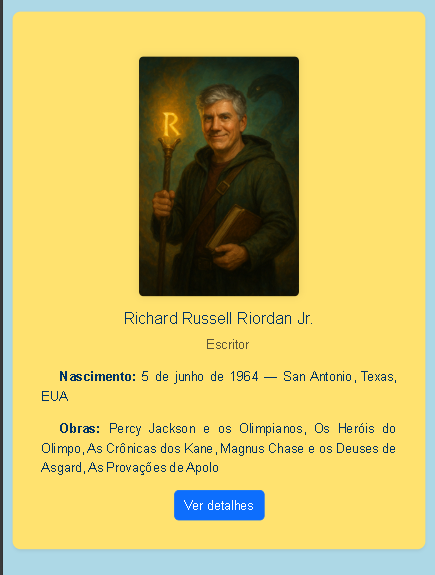 R
Richard Russell Riordan Jr.
Escritor
Nascimento: 5 de junho de 1964 — San Antonio, Texas,
EUA
Obras: Percy Jackson e os Olimpianos, Os Heróis do
Olimpo, As Crônicas dos Kane, Magnus Chase e os Deuses de
Asgard, As Provações de Apolo
Ver detalhes